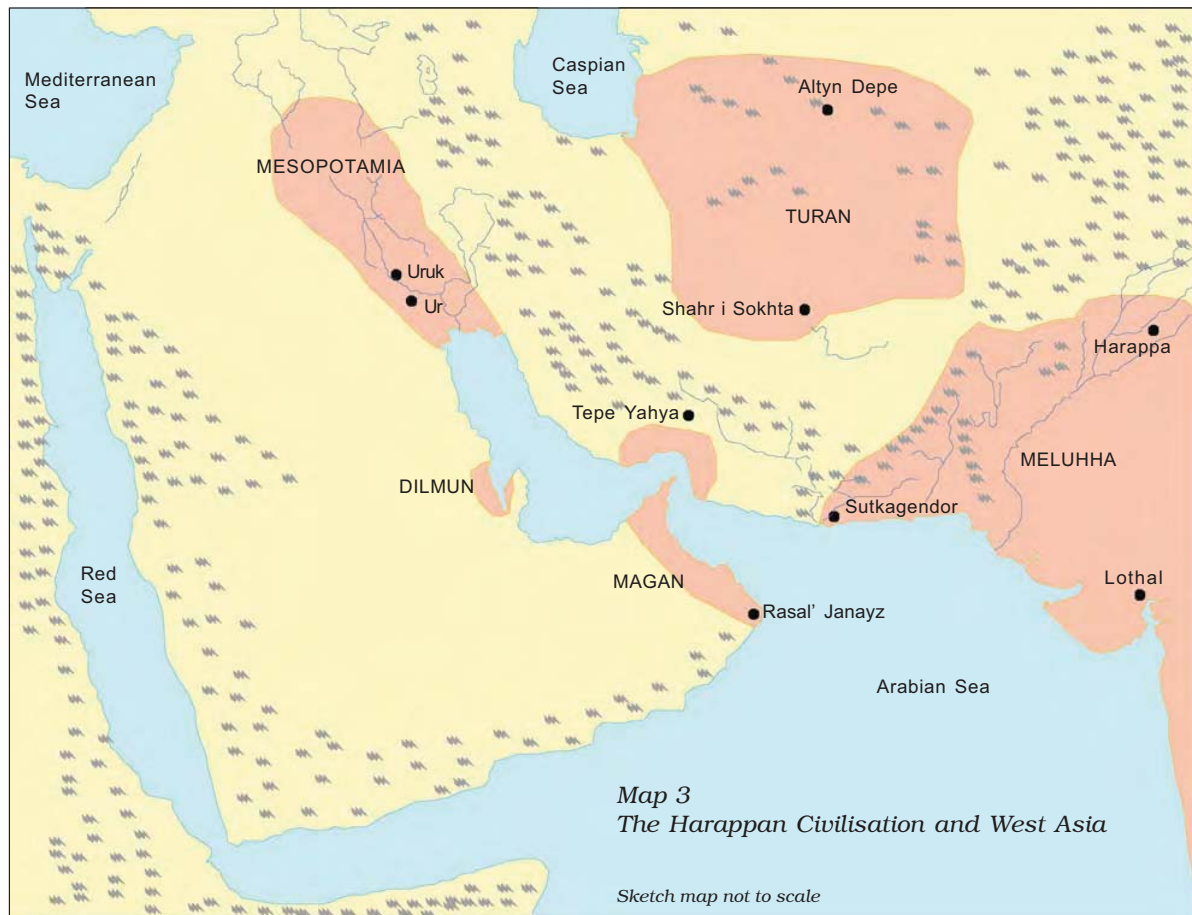 Mediterranean
Sea
Caspian
Sea
Altyn Depe
MESOPOTAMIA
TURAN
Uruk
Ur
Shahr i Sokhta
Harappa
Tepe Yahya
MELUHHA
DILMUN
Sutkagendor
Red
Sea
MAGAN
Lothal
Rasal’ Janayz
Arabian Sea
Map 3
The Harappan Civilisation and West Asia
Sketch map not to scale